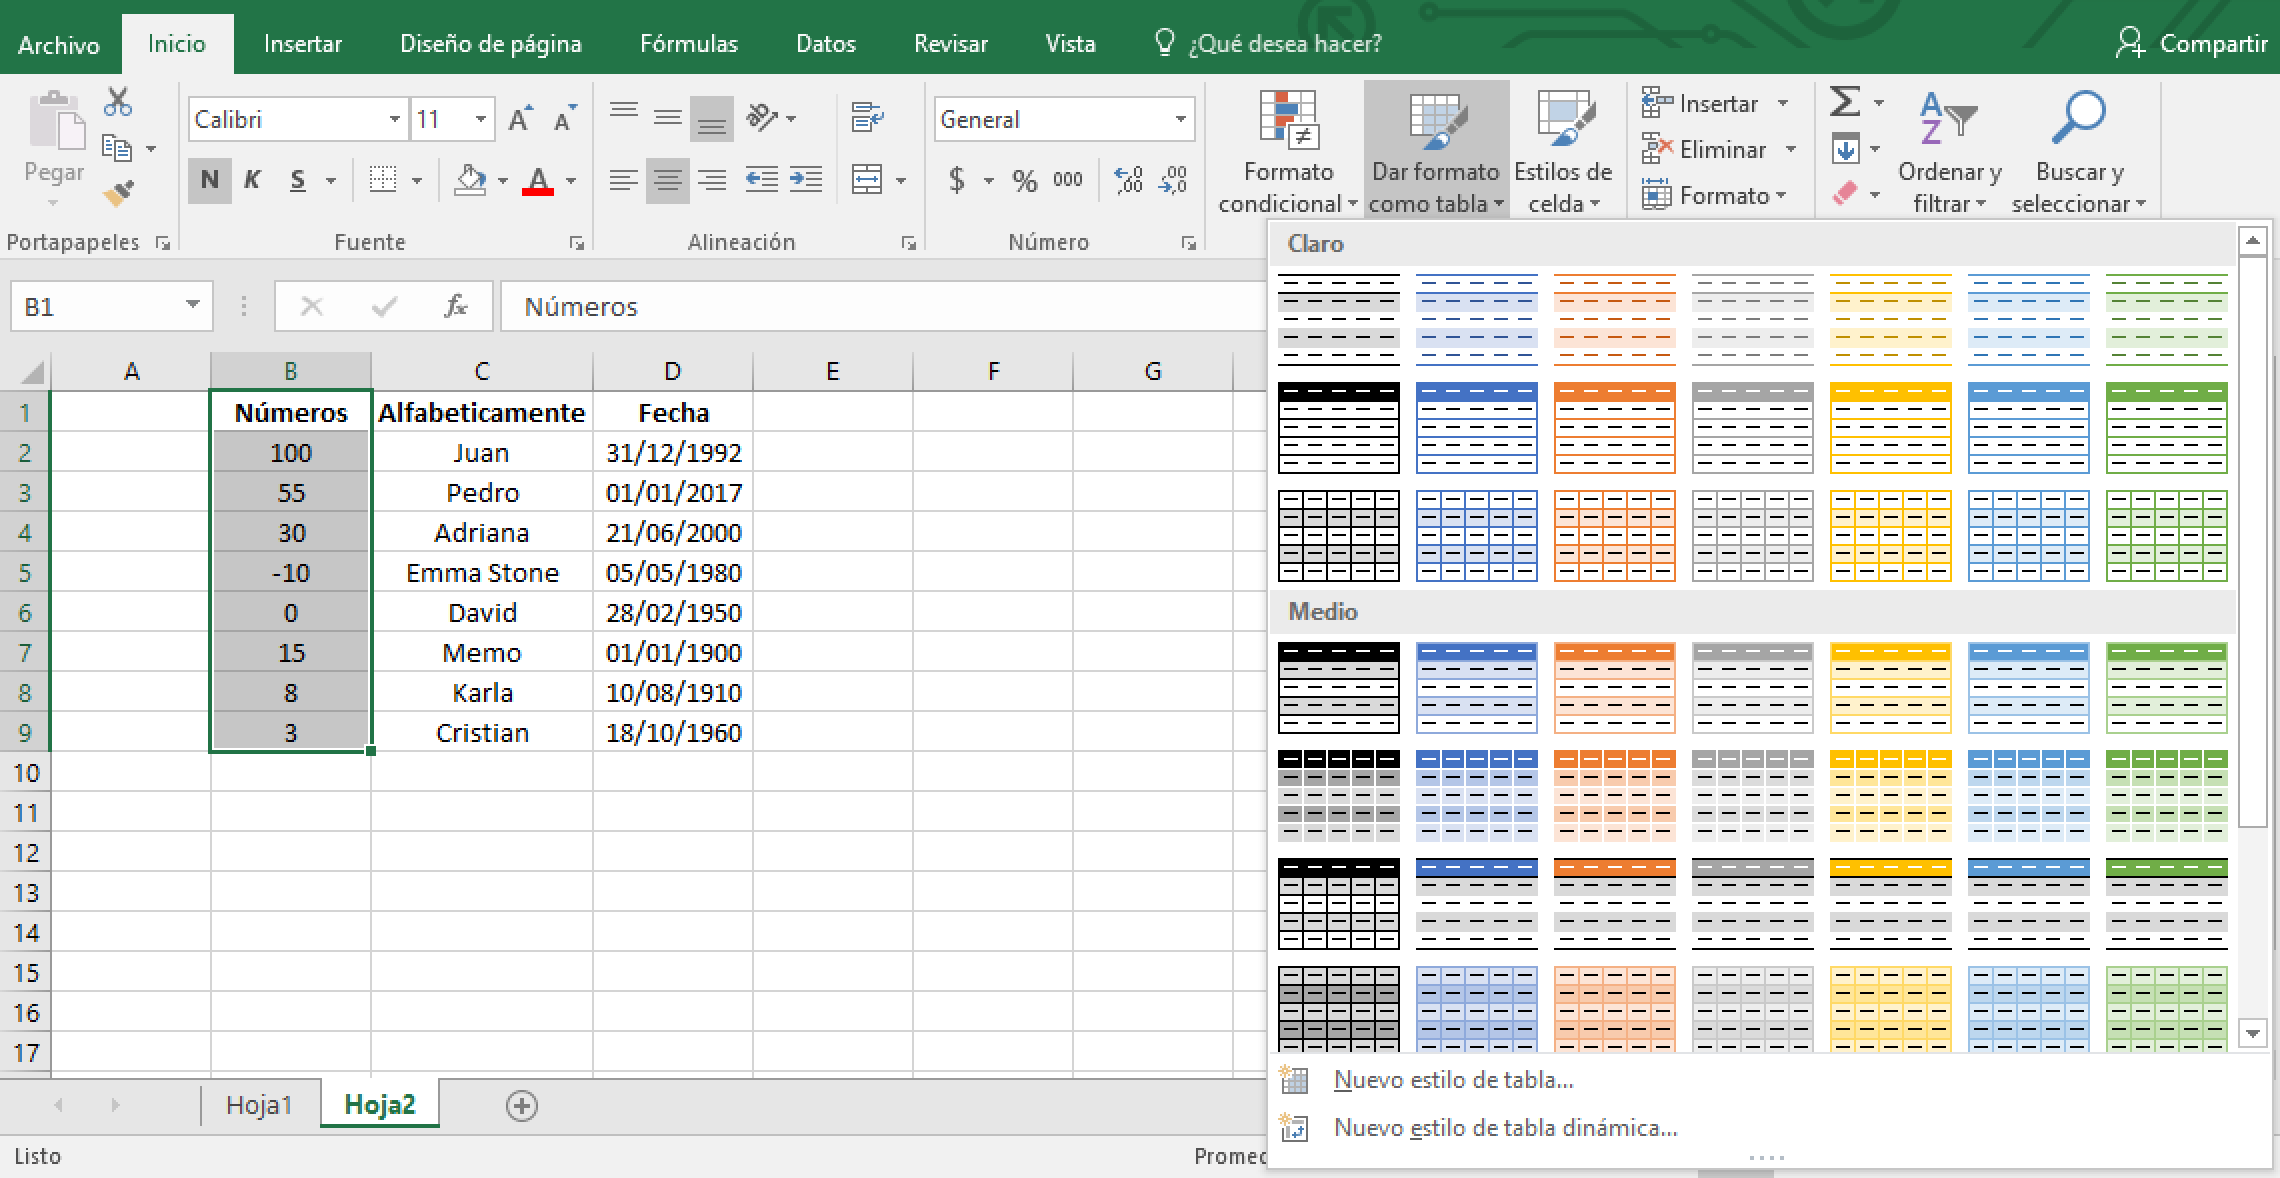 Archivo Inicio Insertar Diseño de página Fórmulas Datos Revisar Vista ¿Qué desea hacer? Compartir
Pegar
Portapapeles
Calibri 11
N K S
Fuente
Alineación
General
$ % 000
Número
Formato condicional
Dar formato como tabla
Estilos de celda
Insertar
Eliminar
Formato
Ordenar y filtrar
Buscar y seleccionar
B1 fx Números
A B C D E F G
1 Números Alfabeticamente Fecha
2 100 Juan 31/12/1992
3 55 Pedro 01/01/2017
4 30 Adriana 21/06/2000
5 -10 Emma Stone 05/05/1980
6 0 David 28/02/1950
7 15 Memo 01/01/1900
8 8 Karla 10/08/1910
9 3 Cristian 18/10/1960
10
11
12
13
14
15
16
17
Claro
Medio
Nuevo estilo de tabla...
Nuevo estilo de tabla dinámica...
Hoja1 Hoja2
Listo